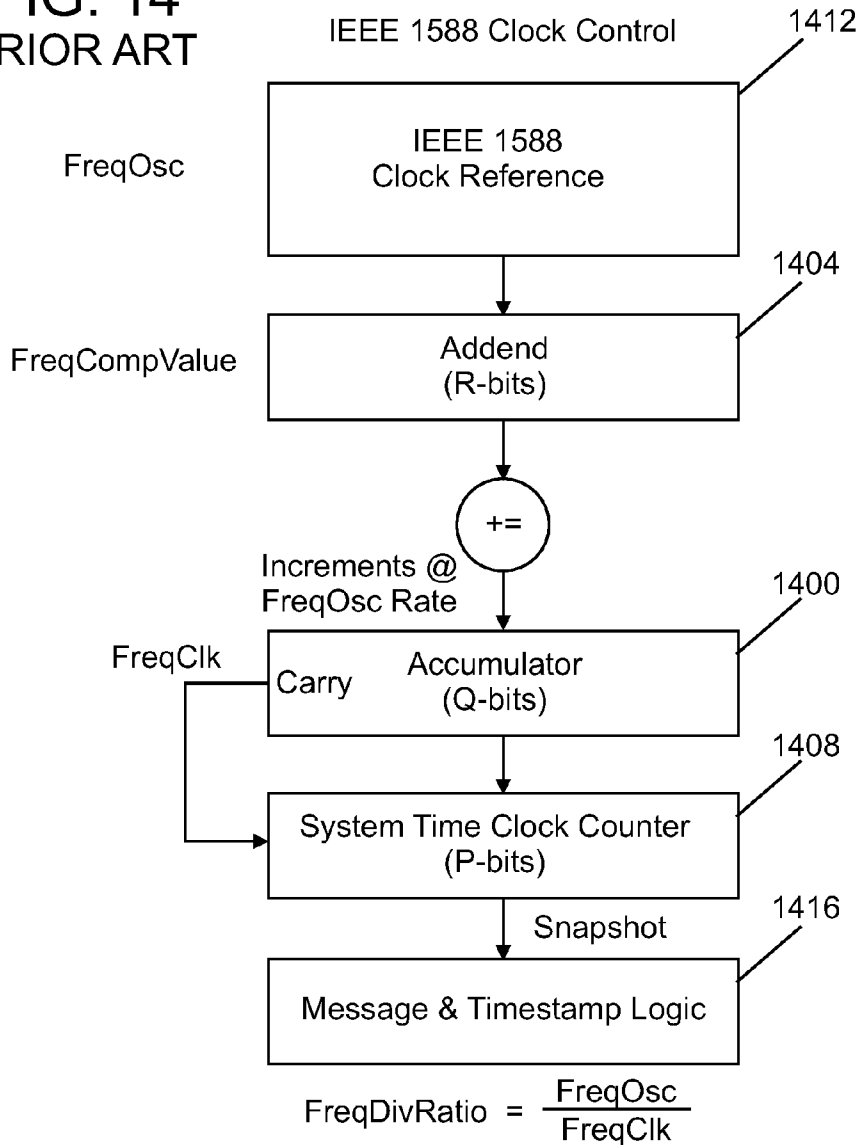 FIG. 14
PRIOR ART
IEEE 1588 Clock Control
1412
FreqOsc
IEEE 1588
Clock Reference
1404
FreqCompValue
Addend
(R-bits)
+=
Increments @
FreqOsc Rate
1400
FreqClk
Carry
Accumulator
(Q-bits)
1408
System Time Clock Counter
(P-bits)
Snapshot
1416
Message & Timestamp Logic
FreqDivRatio = FreqOsc
FreqClk